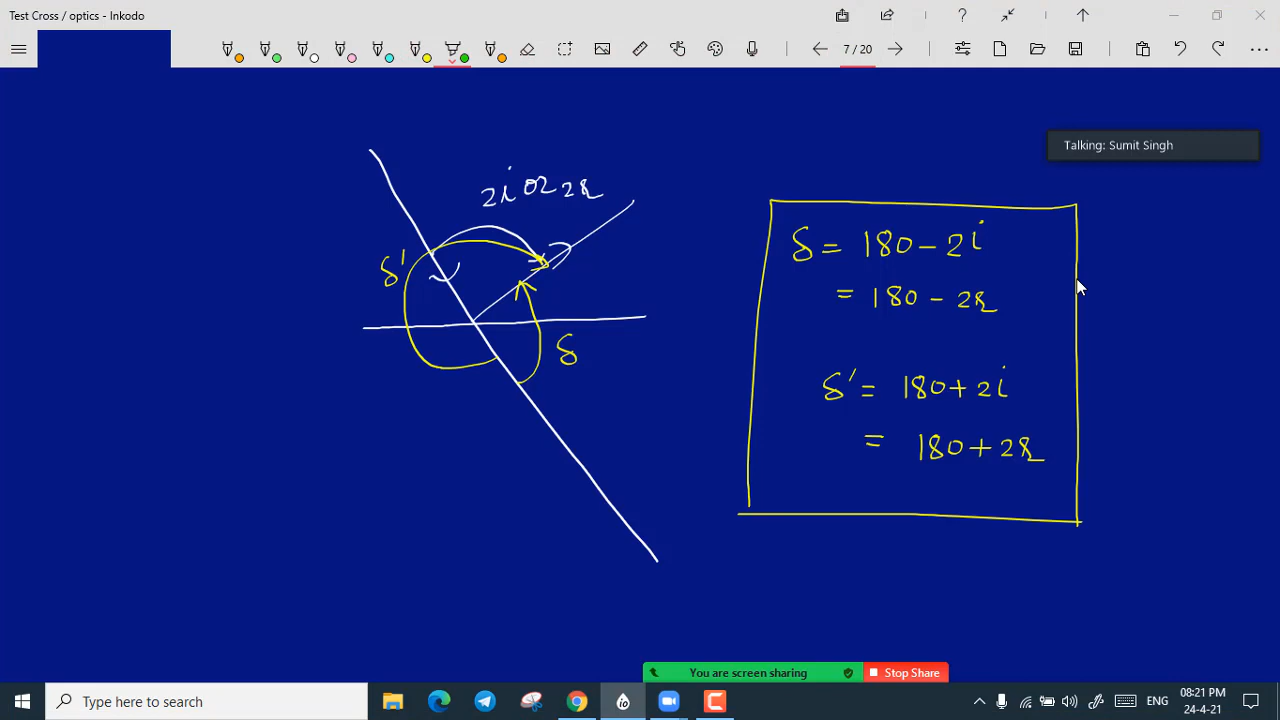 Test Cross / optics - Inkodo
7 / 20
Talking: Sumit Singh
2i or 2r
δ'
δ
δ = 180 - 2i
= 180 - 2r
δ' = 180 + 2i
= 180 + 2r
You are screen sharing
Stop Share
Type here to search
ENG
08:21 PM
24-4-21